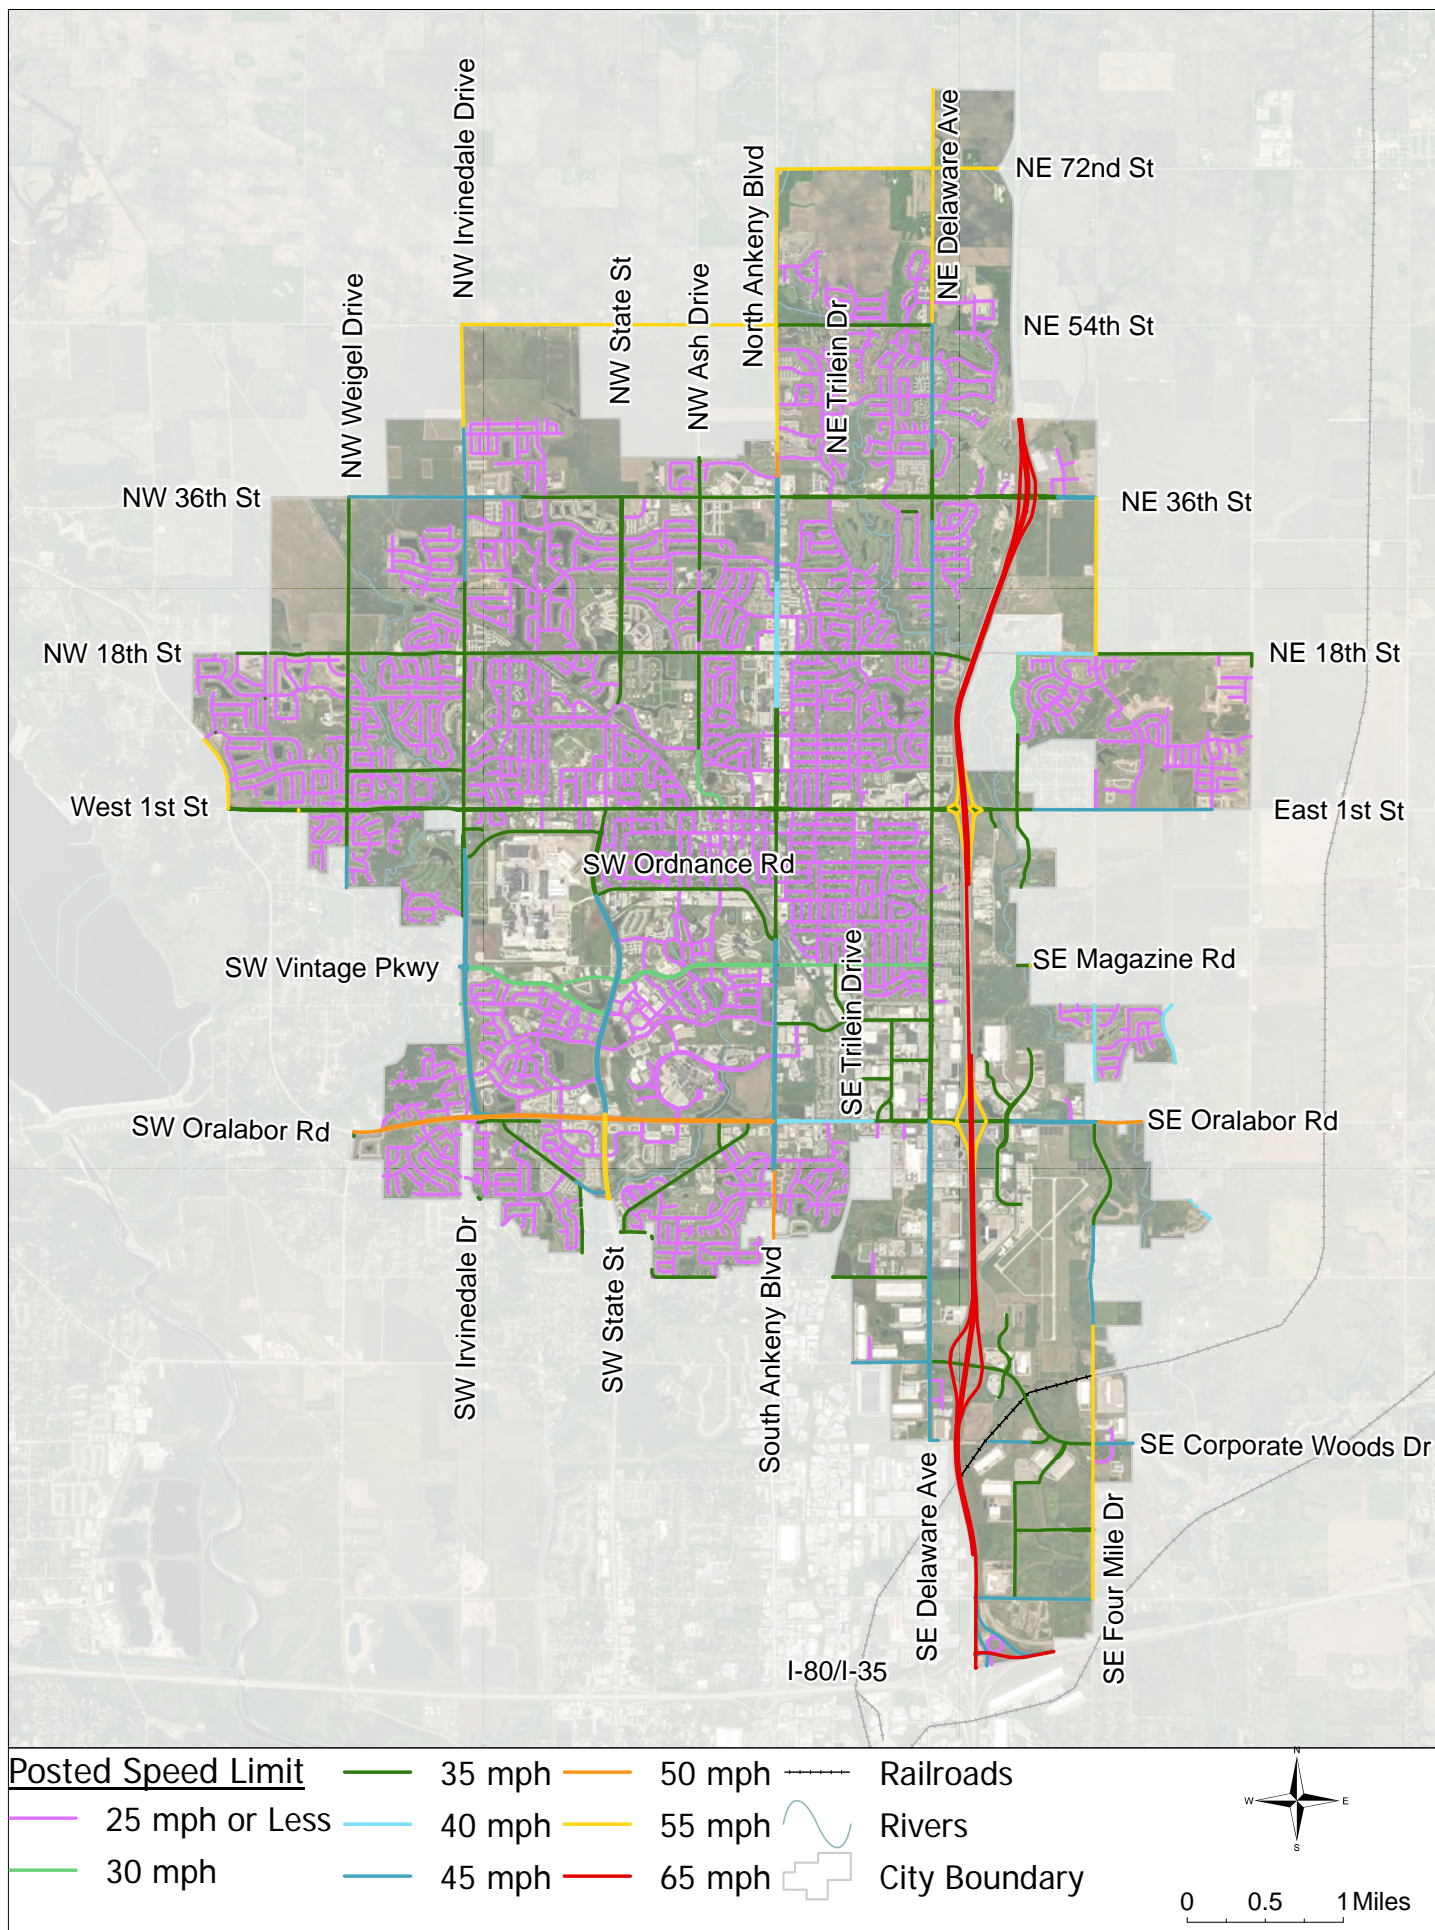 NW Irvinedale Drive
NE Delaware Ave
North Ankeny Blvd
NE 72nd St
NW State St
NW Ash Drive
NW Weigel Drive
NE Trilein Dr
NE 54th St
NW 36th St
NE 36th St
NW 18th St
NE 18th St
West 1st St
East 1st St
SW Ordnance Rd
SW Vintage Pkwy
SE Trilein Drive
SE Magazine Rd
SW Oralabor Rd
SE Oralabor Rd
SW Irvinedale Dr
SW State St
South Ankeny Blvd
SE Corporate Woods Dr
SE Delaware Ave
SE Four Mile Dr
I-80/I-35
Posted Speed Limit
25 mph or Less
30 mph
35 mph
40 mph
45 mph
50 mph
55 mph
65 mph
Railroads
Rivers
City Boundary
N
W E
S
0 0.5 1 Miles